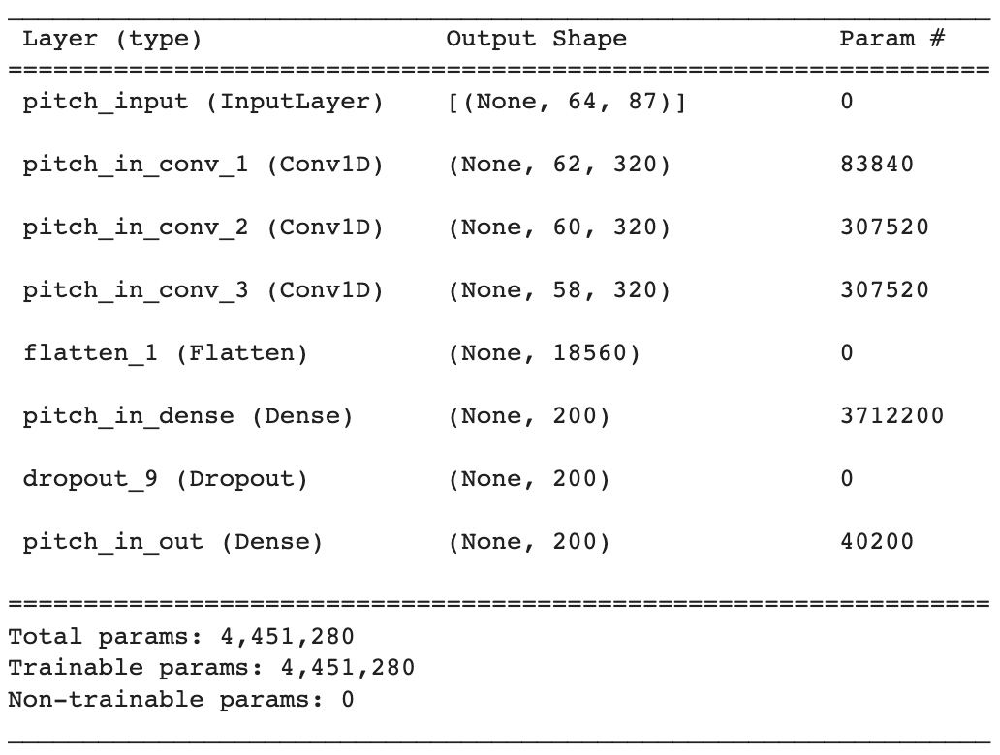 Layer (type) Output Shape Param #
=================================================================
pitch_input (InputLayer) [(None, 64, 87)] 0
pitch_in_conv_1 (Conv1D) (None, 62, 320) 83840
pitch_in_conv_2 (Conv1D) (None, 60, 320) 307520
pitch_in_conv_3 (Conv1D) (None, 58, 320) 307520
flatten_1 (Flatten) (None, 18560) 0
pitch_in_dense (Dense) (None, 200) 3712200
dropout_9 (Dropout) (None, 200) 0
pitch_in_out (Dense) (None, 200) 40200
=================================================================
Total params: 4,451,280
Trainable params: 4,451,280
Non-trainable params: 0